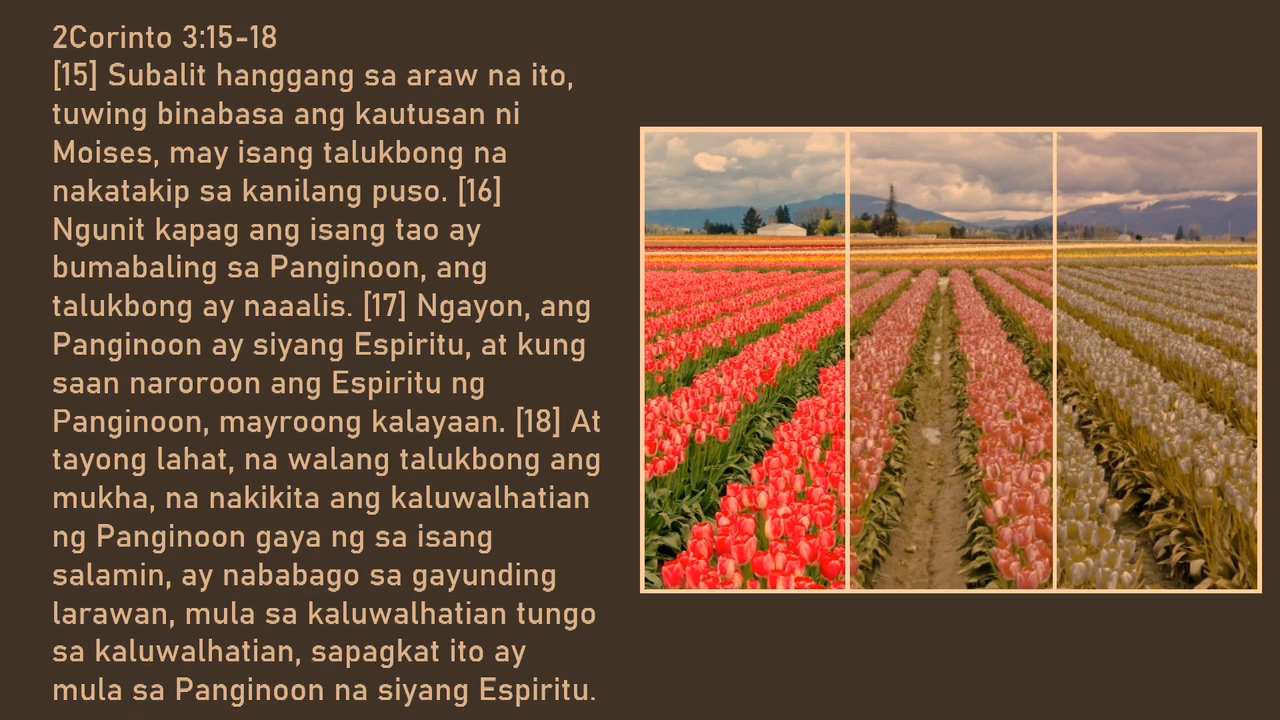 2Corinto 3:15-18
[15] Subalit hanggang sa araw na ito,
tuwing binabasa ang kautusan ni
Moises, may isang talukbong na
nakatakip sa kanilang puso. [16]
Ngunit kapag ang isang tao ay
bumabaling sa Panginoon, ang
talukbong ay naaalis. [17] Ngayon, ang
Panginoon ay siyang Espiritu, at kung
saan naroroon ang Espiritu ng
Panginoon, mayroong kalayaan. [18] At
tayong lahat, na walang talukbong ang
mukha, na nakikita ang kaluwalhatian
ng Panginoon gaya ng sa isang
salamin, ay nababago sa gayunding
larawan, mula sa kaluwalhatian tungo
sa kaluwalhatian, sapagkat ito ay
mula sa Panginoon na siyang Espiritu.